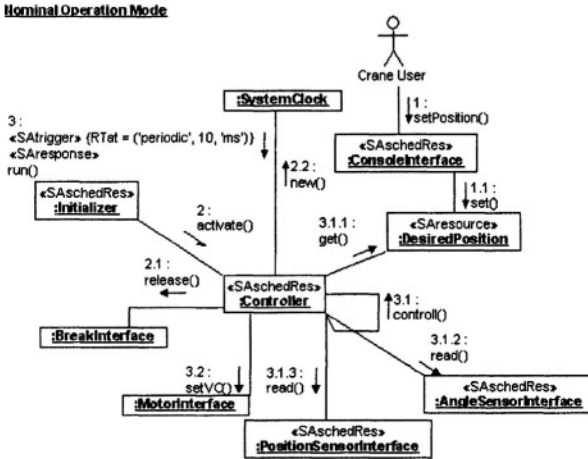 Nominal Operation Mode
Crane User
1 :
setPosition()
:SystemClock
3 :
«SAtrigger» {RTat = ('periodic', 10, 'ms')}
«SAresponse»
run()
«SAschedRes»
:ConsoleInterface
2.2 :
new()
1.1 :
set()
«SAschedRes»
:Initializer
2 :
activate()
3.1.1 :
get()
«SAresource»
:DesiredPosition
2.1 :
release()
«SAschedRes»
:Controller
3.1 :
controll()
:BreakInterface
3.1.2 :
read()
3.2 :
setVC()
3.1.3 :
read()
:MotorInterface
«SAschedRes»
:AngleSensorInterface
«SAschedRes»
:PositionSensorInterface